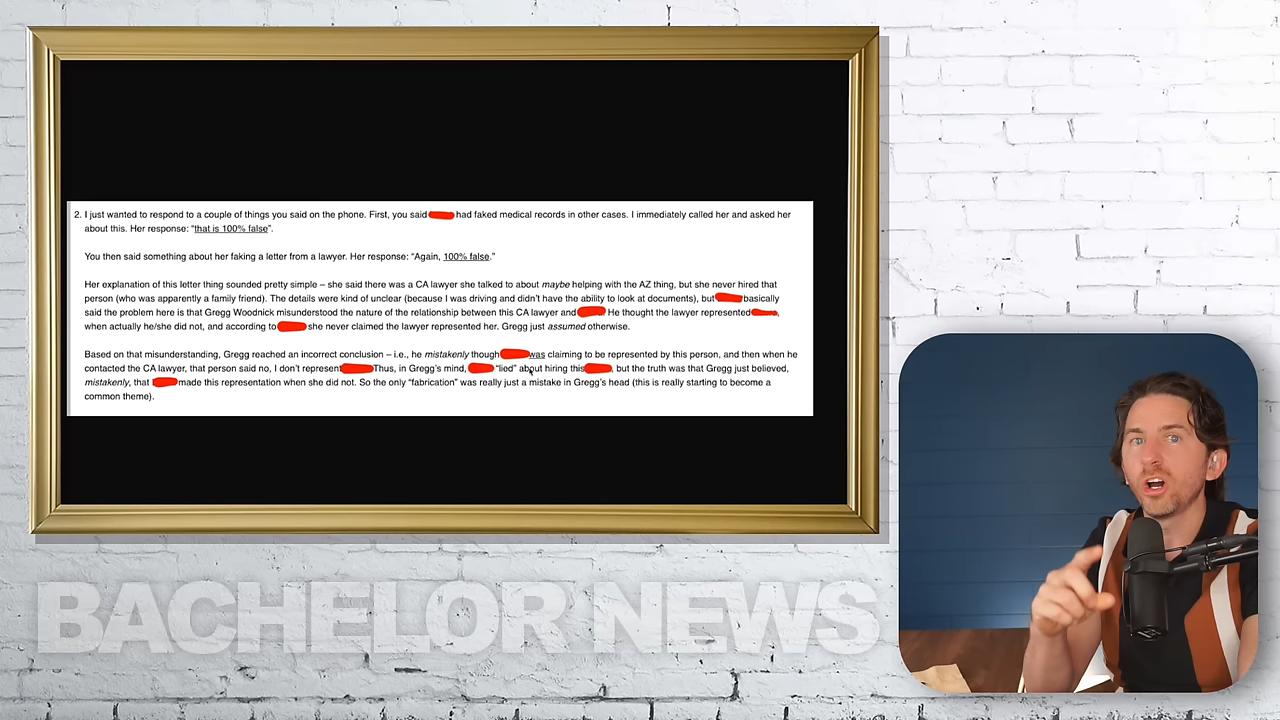 2. I just wanted to respond to a couple of things you said on the phone. First, you said had faked medical records in other cases. I immediately called her and asked her
about this. Her response: “that is 100% false”.
You then said something about her faking a letter from a lawyer. Her response: “Again, 100% false.”
Her explanation of this letter thing sounded pretty simple – she said there was a CA lawyer she talked to about maybe helping with the AZ thing, but she never hired that
person (who was apparently a family friend). The details were kind of unclear (because I was driving and didn’t have the ability to look at documents), but basically
said the problem here is that Gregg Woodnick misunderstood the nature of the relationship between this CA lawyer and He thought the lawyer represented ,
when actually he/she did not, and according to she never claimed the lawyer represented her. Gregg just assumed otherwise.
Based on that misunderstanding, Gregg reached an incorrect conclusion – i.e., he mistakenly though was claiming to be represented by this person, and then when he
contacted the CA lawyer, that person said no, I don’t represent Thus, in Gregg’s mind, “lied” about hiring this , but the truth was that Gregg just believed,
mistakenly, that made this representation when she did not. So the only “fabrication” was really just a mistake in Gregg’s head (this is really starting to become a
common theme).
BACHELOR NEWS